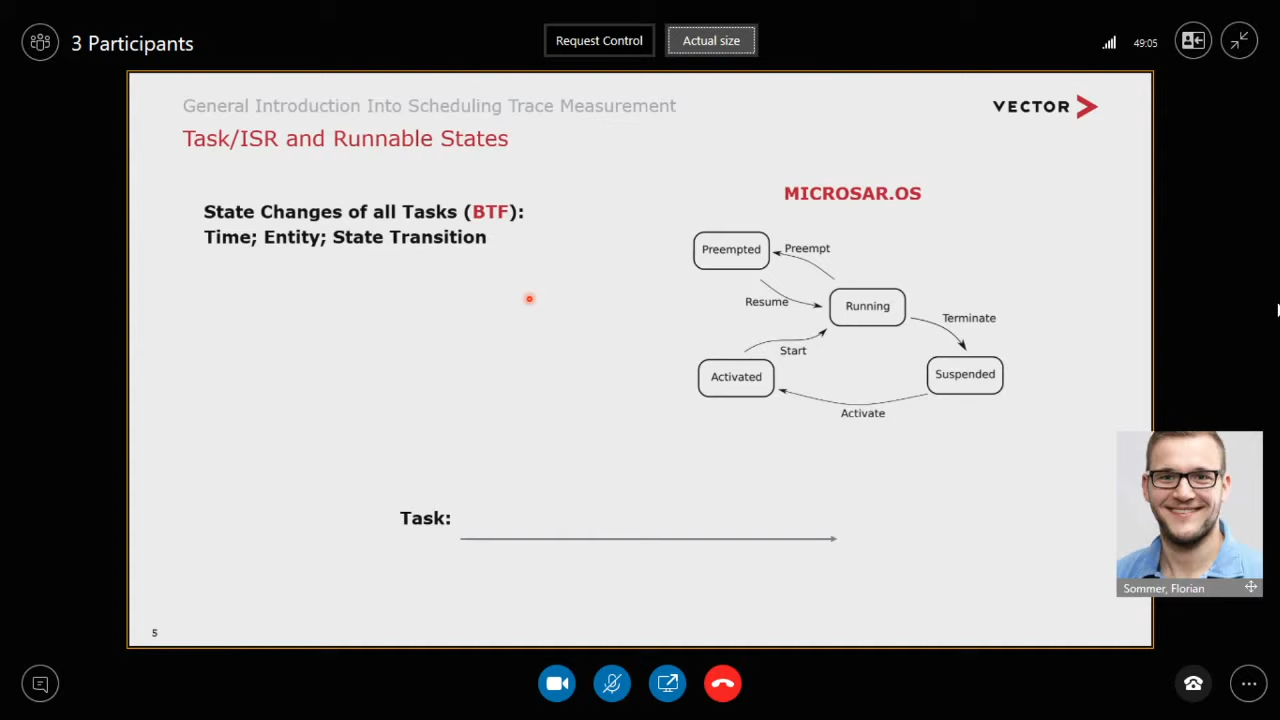 3 Participants
Request Control
Actual size
49:05
General Introduction Into Scheduling Trace Measurement
VECTOR
Task/ISR and Runnable States
MICROSAR.OS
State Changes of all Tasks (BTF):
Time; Entity; State Transition
Preempted
Preempt
Resume
Running
Terminate
Start
Activated
Suspended
Activate
Task:
Sommer, Florian
5